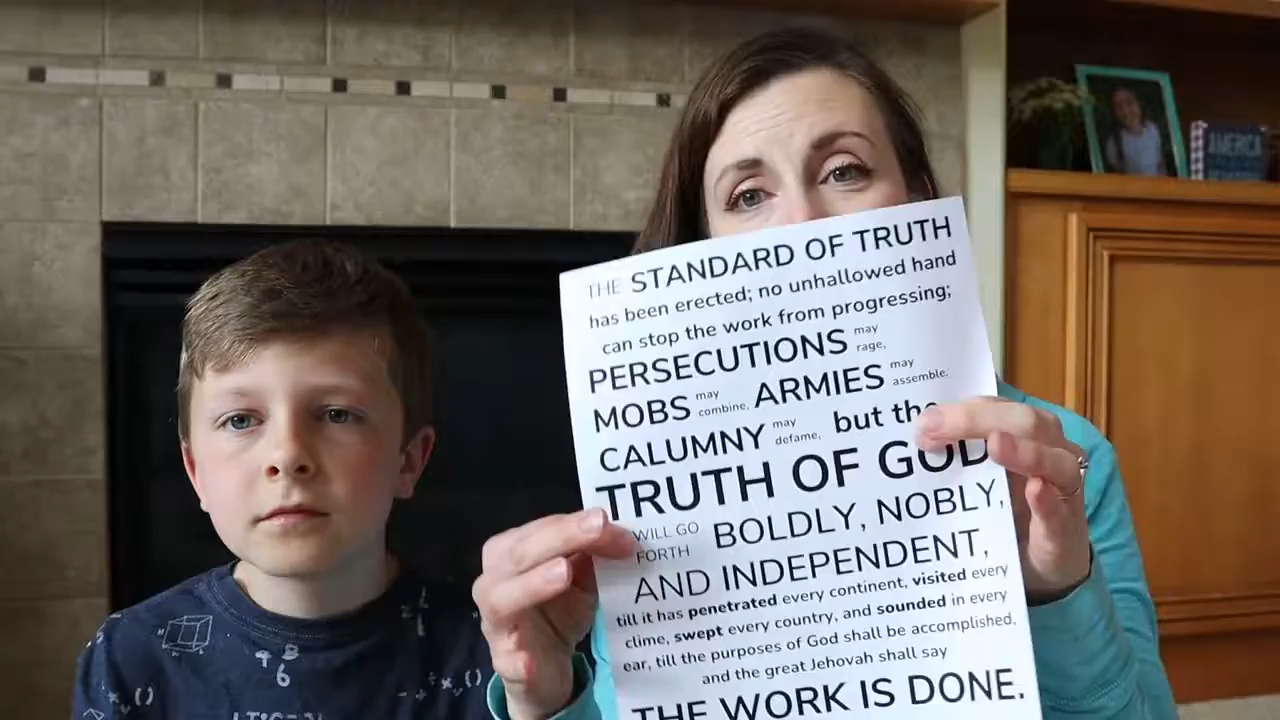 THE STANDARD OF TRUTH
has been erected; no unhallowed hand
can stop the work from progressing;
PERSECUTIONS may rage,
MOBS may combine, ARMIES may assemble,
CALUMNY may defame, but the
TRUTH OF GOD
WILL GO FORTH BOLDLY, NOBLY,
AND INDEPENDENT,
till it has penetrated every continent, visited every
clime, swept every country, and sounded in every
ear, till the purposes of God shall be accomplished,
and the great Jehovah shall say
THE WORK IS DONE.
AMERICA